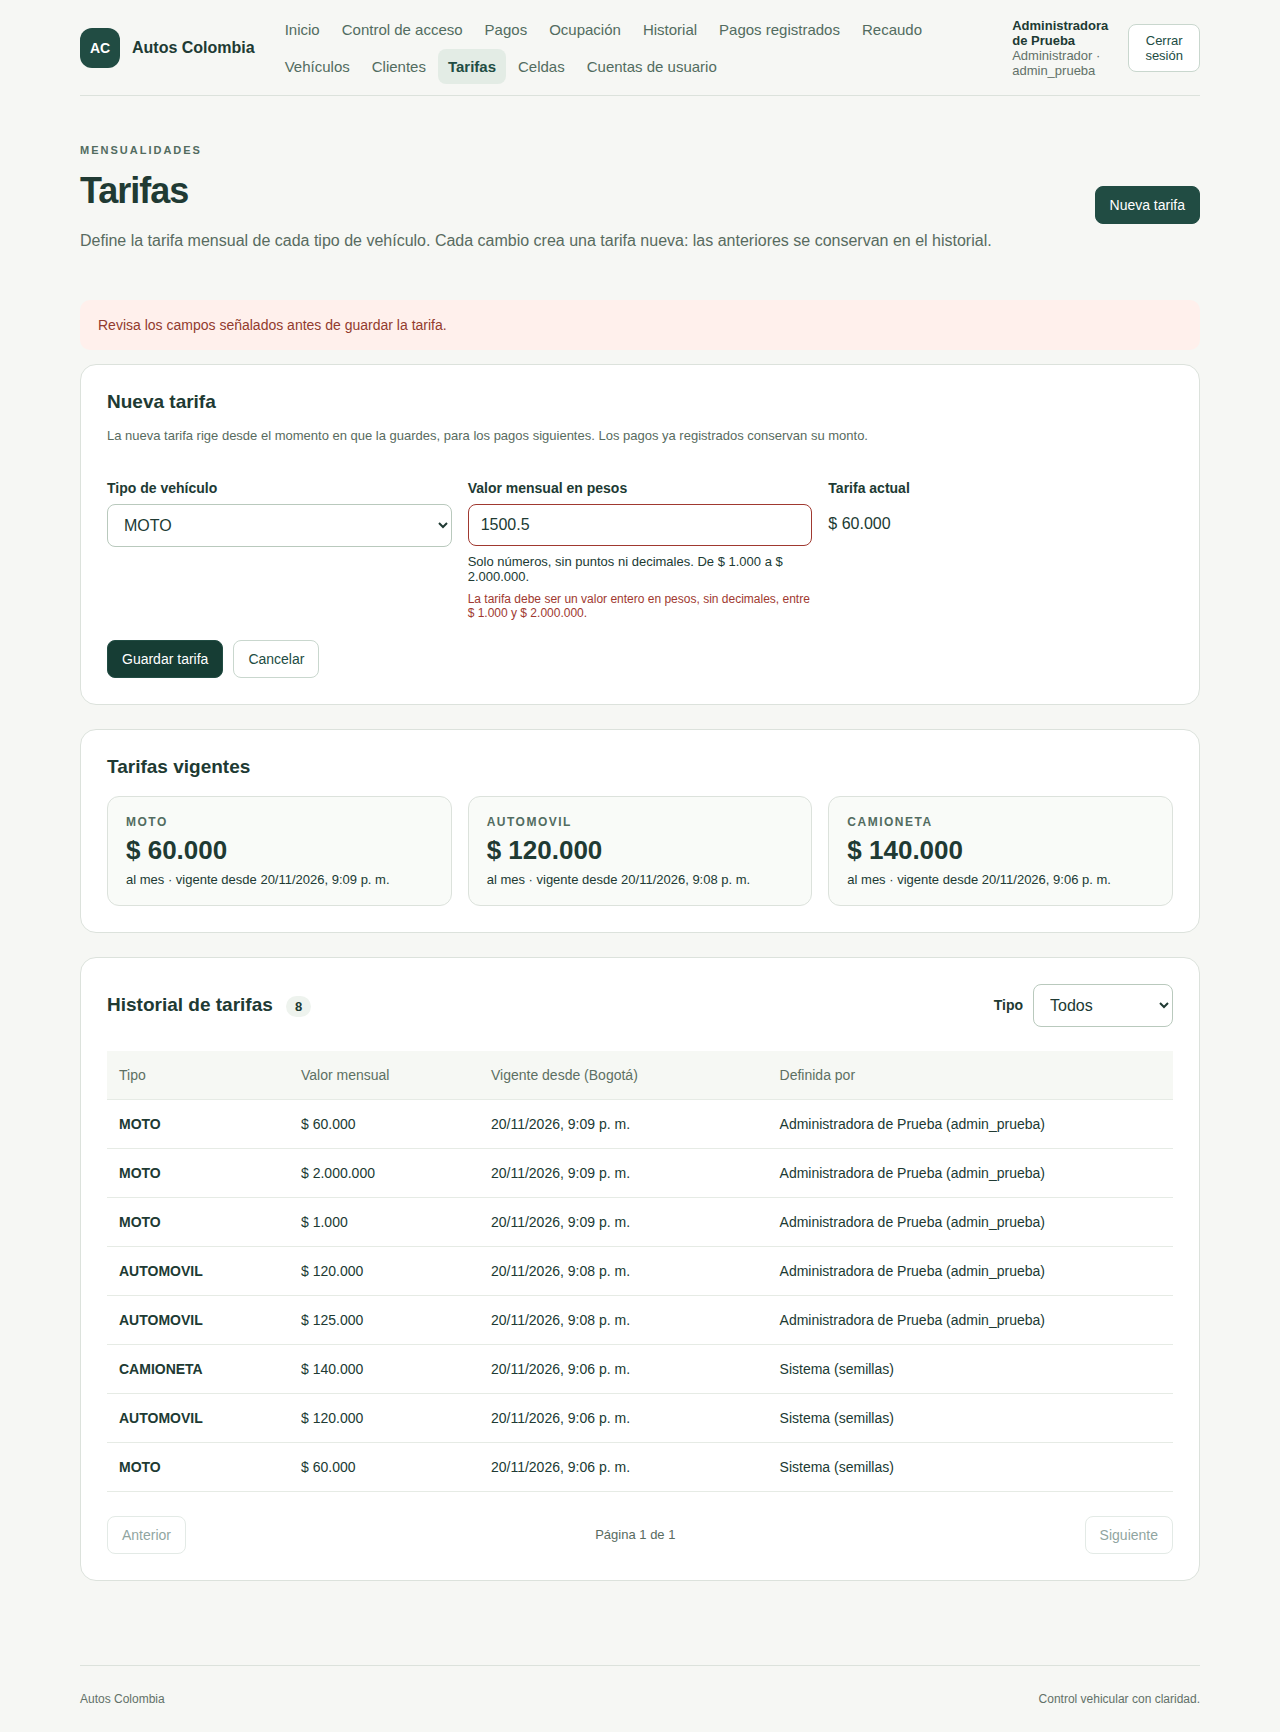 AC
Autos Colombia
Inicio
Control de acceso
Pagos
Ocupación
Historial
Pagos registrados
Recaudo
Vehículos
Clientes
Tarifas
Celdas
Cuentas de usuario
Administradora
de Prueba
Administrador ·
admin_prueba
Cerrar
sesión
MENSUALIDADES
Tarifas
Nueva tarifa
Define la tarifa mensual de cada tipo de vehículo. Cada cambio crea una tarifa nueva: las anteriores se conservan en el historial.
Revisa los campos señalados antes de guardar la tarifa.
Nueva tarifa
La nueva tarifa rige desde el momento en que la guardes, para los pagos siguientes. Los pagos ya registrados conservan su monto.
Tipo de vehículo
MOTO
Valor mensual en pesos
1500.5
Solo números, sin puntos ni decimales. De $ 1.000 a $
2.000.000.
La tarifa debe ser un valor entero en pesos, sin decimales, entre
$ 1.000 y $ 2.000.000.
Tarifa actual
$ 60.000
Guardar tarifa
Cancelar
Tarifas vigentes
MOTO
$ 60.000
al mes · vigente desde 20/11/2026, 9:09 p. m.
AUTOMOVIL
$ 120.000
al mes · vigente desde 20/11/2026, 9:08 p. m.
CAMIONETA
$ 140.000
al mes · vigente desde 20/11/2026, 9:06 p. m.
Historial de tarifas 8
Tipo
Todos
Tipo Valor mensual Vigente desde (Bogotá) Definida por
MOTO $ 60.000 20/11/2026, 9:09 p. m. Administradora de Prueba (admin_prueba)
MOTO $ 2.000.000 20/11/2026, 9:09 p. m. Administradora de Prueba (admin_prueba)
MOTO $ 1.000 20/11/2026, 9:09 p. m. Administradora de Prueba (admin_prueba)
AUTOMOVIL $ 120.000 20/11/2026, 9:08 p. m. Administradora de Prueba (admin_prueba)
AUTOMOVIL $ 125.000 20/11/2026, 9:08 p. m. Administradora de Prueba (admin_prueba)
CAMIONETA $ 140.000 20/11/2026, 9:06 p. m. Sistema (semillas)
AUTOMOVIL $ 120.000 20/11/2026, 9:06 p. m. Sistema (semillas)
MOTO $ 60.000 20/11/2026, 9:06 p. m. Sistema (semillas)
Anterior
Página 1 de 1
Siguiente
Autos Colombia
Control vehicular con claridad.